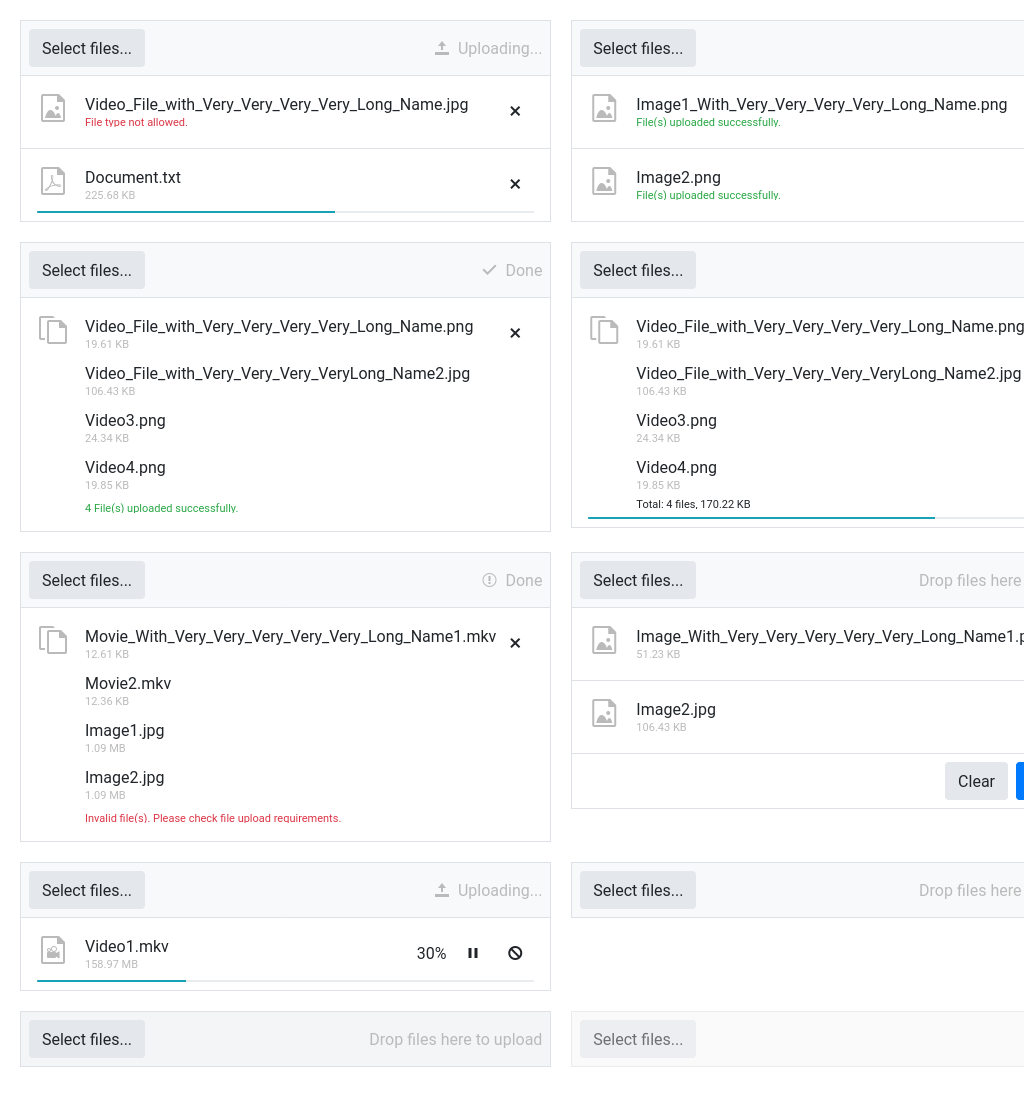 Select files...
Uploading...
Video_File_with_Very_Very_Very_Very_Long_Name.jpg
File type not allowed.
Document.txt
225.68 KB
Select files...
Image1_With_Very_Very_Very_Very_Long_Name.png
File(s) uploaded successfully.
Image2.png
File(s) uploaded successfully.
Select files...
Done
Video_File_with_Very_Very_Very_Very_Long_Name.png
19.61 KB
Video_File_with_Very_Very_Very_VeryLong_Name2.jpg
106.43 KB
Video3.png
24.34 KB
Video4.png
19.85 KB
4 File(s) uploaded successfully.
Select files...
Video_File_with_Very_Very_Very_Very_Long_Name.png
19.61 KB
Video_File_with_Very_Very_Very_VeryLong_Name2.jpg
106.43 KB
Video3.png
24.34 KB
Video4.png
19.85 KB
Total: 4 files, 170.22 KB
Select files...
Done
Movie_With_Very_Very_Very_Very_Very_Long_Name1.mkv
12.61 KB
Movie2.mkv
12.36 KB
Image1.jpg
1.09 MB
Image2.jpg
1.09 MB
Invalid file(s). Please check file upload requirements.
Select files...
Drop files here
Image_With_Very_Very_Very_Very_Very_Long_Name1.p
51.23 KB
Image2.jpg
106.43 KB
Clear
Select files...
Uploading...
Video1.mkv
158.97 MB
30%
Select files...
Drop files here
Select files...
Drop files here to upload
Select files...